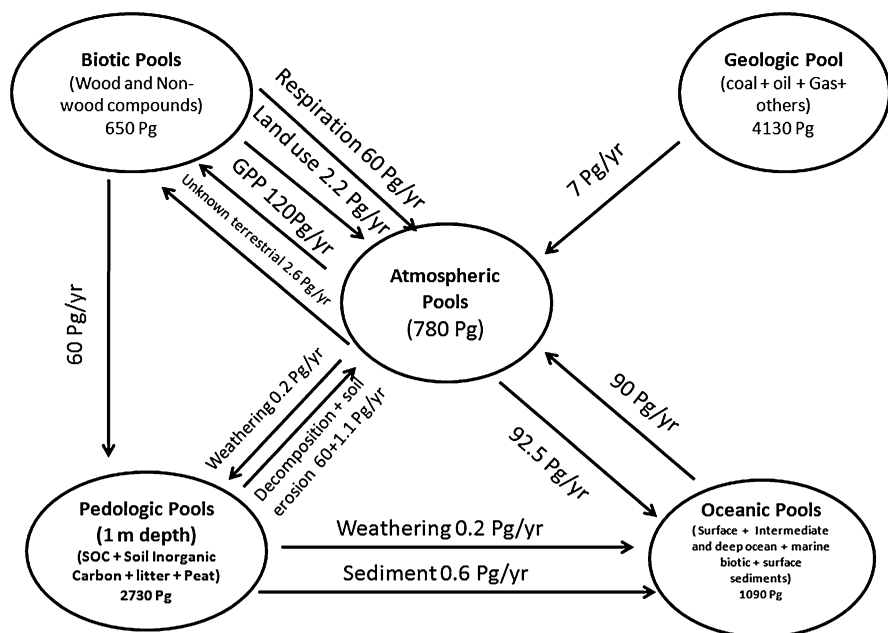 Biotic Pools
(Wood and Non-
wood compounds)
650 Pg
Geologic Pool
(coal + oil + Gas+
others)
4130 Pg
Respiration 60 Pg/yr
Land use 2.2 Pg/yr
GPP 120Pg/yr
Unknown terrestrial 2.6 Pg/yr
7 Pg/yr
Atmospheric
Pools
(780 Pg)
60 Pg/yr
Weathering 0.2 Pg/yr
Decomposition + soil
erosion 60+1.1 Pg/yr
90 Pg/yr
92.5 Pg/yr
Pedologic Pools
(1 m depth)
(SOC + Soil Inorganic
Carbon + litter + Peat)
2730 Pg
Weathering 0.2 Pg/yr
Sediment 0.6 Pg/yr
Oceanic Pools
(Surface + Intermediate
and deep ocean + marine
biotic + surface
sediments)
1090 Pg